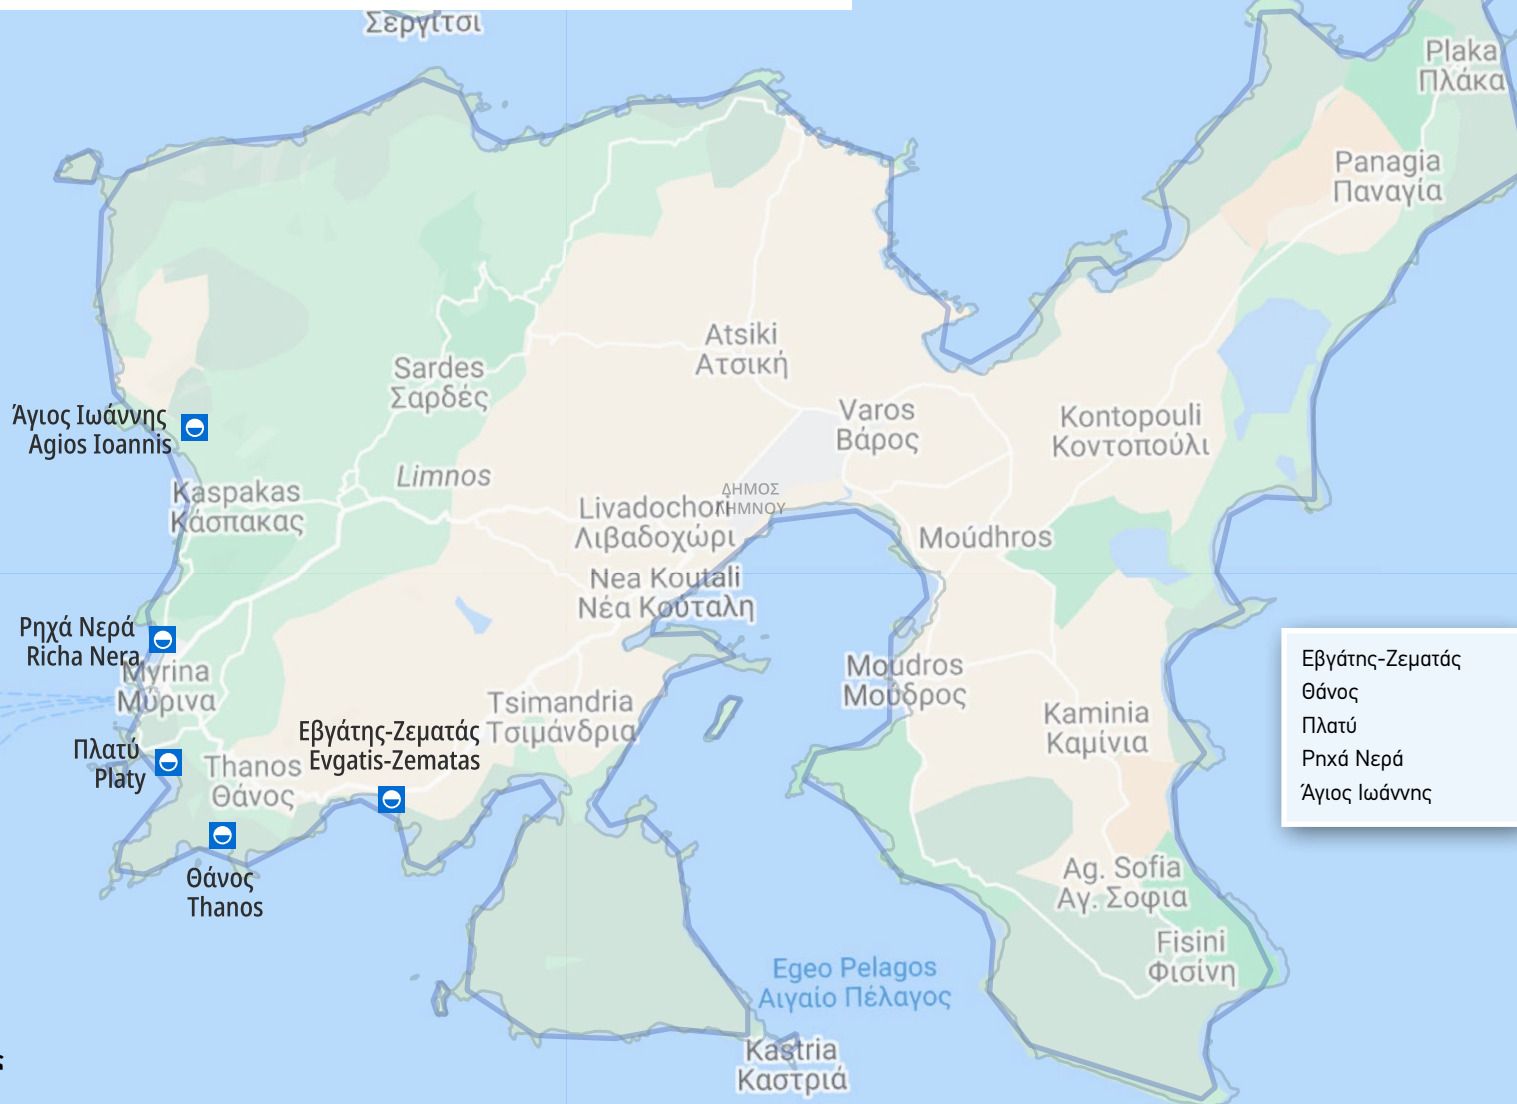 Σεργίτσι
Plaka
Πλάκα
Panagia
Παναγία
Atsiki
Ατσική
Sardes
Σαρδές
Varos
Βάρος
Kontopouli
Κοντοπούλι
Άγιος Ιωάννης
Agios Ioannis
Limnos
Kaspakas
Κάσπακας
ΔΗΜΟΣ
ΛΗΜΝΟΥ
Livadochori
Λιβαδοχώρι
Moúdhros
Nea Koutali
Νέα Κούταλη
Ρηχά Νερά
Richa Nera
Myrina
Μύρινα
Moudros
Μούδρος
Tsimandria
Τσιμάνδρια
Kaminia
Καμίνια
Εβγάτης-Ζεματάς
Evgatis-Zematas
Πλατύ
Platy
Thanos
Θάνος
Θάνος
Thanos
Εβγάτης-Ζεματάς
Θάνος
Πλατύ
Ρηχά Νερά
Άγιος Ιωάννης
Ag. Sofia
Αγ. Σοφια
Fisini
Φισίνη
Egeo Pelagos
Αιγαίο Πέλαγος
Kastria
Καστριά